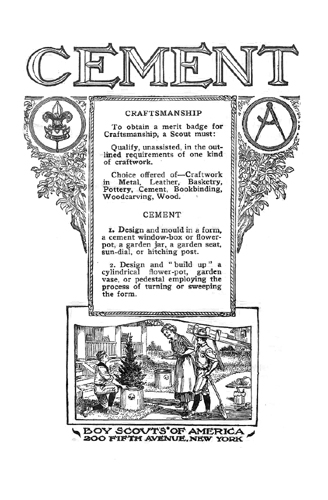 CEMENT
CRAFTSMANSHIP
To obtain a merit badge for
Craftsmanship, a Scout must:
Qualify, unassisted, in the out-
lined requirements of one kind
of craftwork.
Choice offered of—Craftwork
in Metal, Leather, Basketry,
Pottery, Cement, Bookbinding,
Woodcarving, Wood.
CEMENT
1. Design and mould in a form,
a cement window-box or flower-
pot, a garden jar, a garden seat,
sun-dial, or hitching post.
2. Design and "build up" a
cylindrical flower-pot, garden
vase, or pedestal employing the
process of turning or sweeping
the form.
BOY SCOUTS OF AMERICA
200 FIFTH AVENUE, NEW YORK